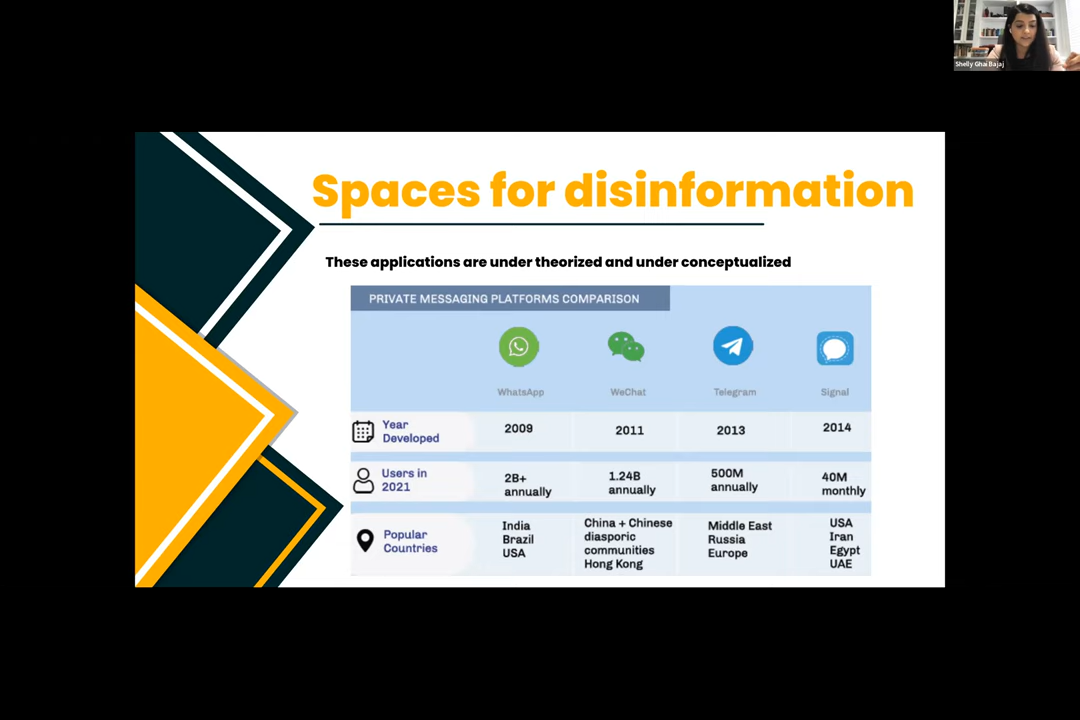 Shelly Ghai Bajaj
Spaces for disinformation
These applications are under theorized and under conceptualized
PRIVATE MESSAGING PLATFORMS COMPARISON
WhatsApp WeChat Telegram Signal
Year
Developed
2009 2011 2013 2014
Users in
2021
2B+
annually
1.24B
annually
500M
annually
40M
monthly
Popular
Countries
India
Brazil
USA
China + Chinese
diasporic
communities
Hong Kong
Middle East
Russia
Europe
USA
Iran
Egypt
UAE